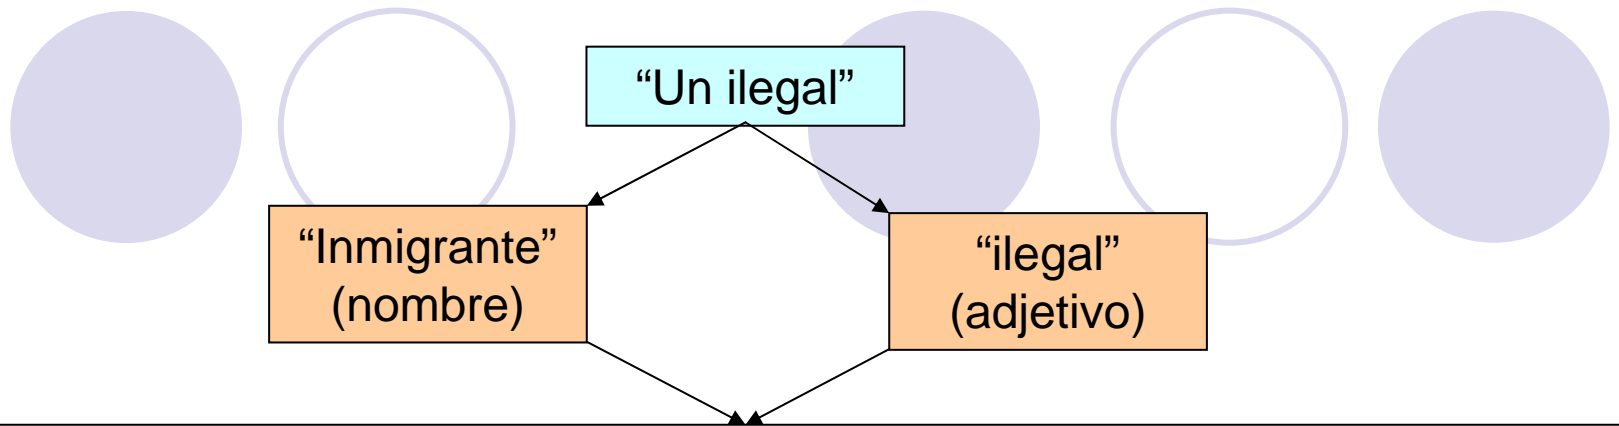 “Un ilegal”
“Inmigrante”
(nombre)
“ilegal”
(adjetivo)